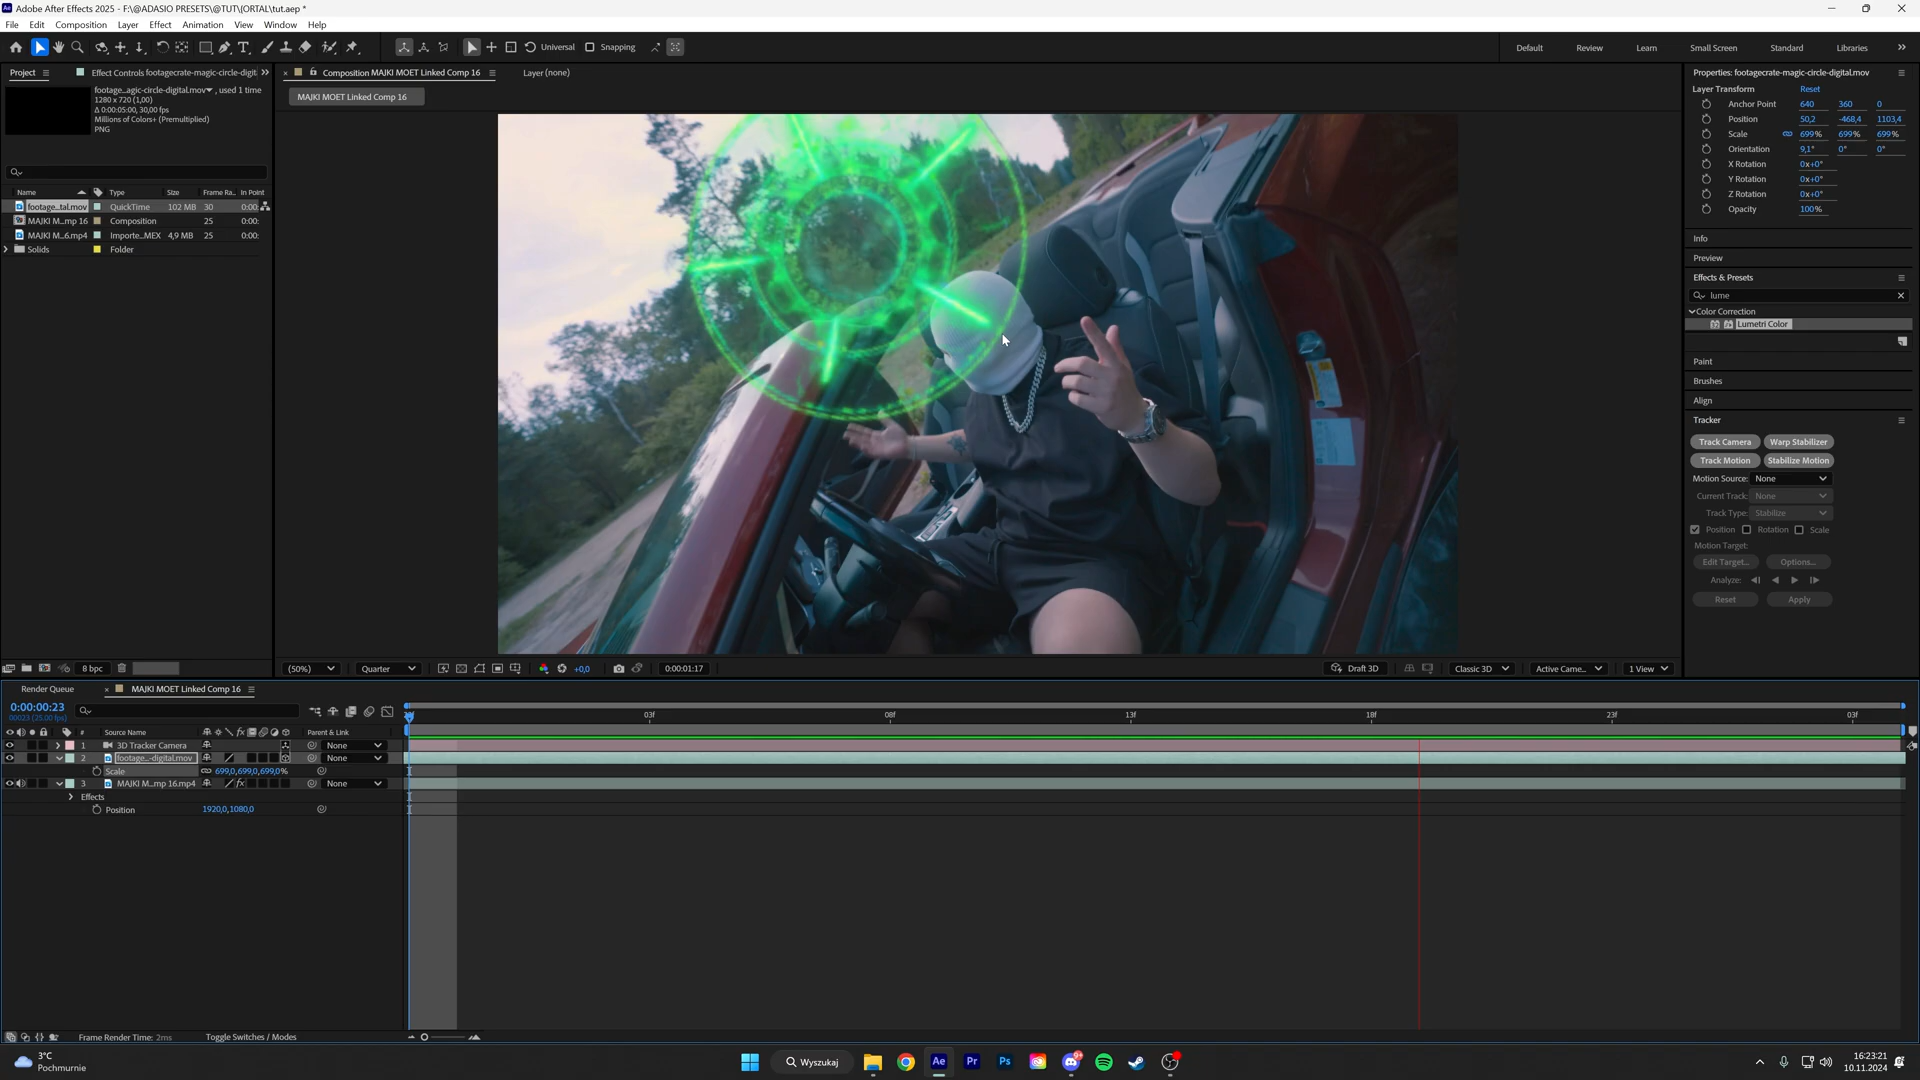 Adobe After Effects 2025 - F:\@ADASIO PRESETS\@TUT\[ORTAL\tut.aep *
File Edit Composition Layer Effect Animation View Window Help
Universal Snapping
Default Review Learn Small Screen Standard Libraries
Project Effect Controls footagecrate-magic-circle-digit
Composition MAJKI MOET Linked Comp 16 Layer (none)
MAJKI MOET Linked Comp 16
footage...agic-circle-digital.mov , used 1 time
1280 x 720 (1,00)
Δ 0:00:05:00, 30,00 fps
Millions of Colors+ (Premultiplied)
PNG
Name Type Size Frame Ra... In Point
footage...tal.mov QuickTime 102 MB 30 0:00:
MAJKI M...mp 16 Composition 25 0:00:
MAJKI M...6.mp4 Importe...MEX 4,9 MB 25 0:00:
Solids Folder
8 bpc
(50%) Quarter +0,0 0:00:01:17 Draft 3D Classic 3D Active Came... 1 View
Properties: footagecrate-magic-circle-digital.mov
Layer Transform Reset
Anchor Point 640 360 0
Position 50,2 -468,4 1103,4
Scale 699% 699% 699%
Orientation 9,1° 0° 0°
X Rotation 0x+0°
Y Rotation 0x+0°
Z Rotation 0x+0°
Opacity 100%
Info
Preview
Effects & Presets
lume
Color Correction
Lumetri Color
Paint
Brushes
Align
Tracker
Track Camera Warp Stabilizer
Track Motion Stabilize Motion
Motion Source: None
Current Track: None
Track Type: Stabilize
Position Rotation Scale
Motion Target:
Edit Target... Options...
Analyze:
Reset Apply
Render Queue MAJKI MOET Linked Comp 16
0:00:00:23
00023 (25.00 fps)
03f 08f 13f 18f 23f 03f
# Source Name Parent & Link
1 3D Tracker Camera None
2 footage...-digital.mov None
Scale 699,0,699,0,699,0%
3 MAJKI M...mp 16.mp4 fx None
Effects
Position 1920,0,1080,0
Frame Render Time: 2ms Toggle Switches / Modes
3°C
Pochmurnie
Wyszukaj
Ae Pr Ps
16:23:21
10.11.2024